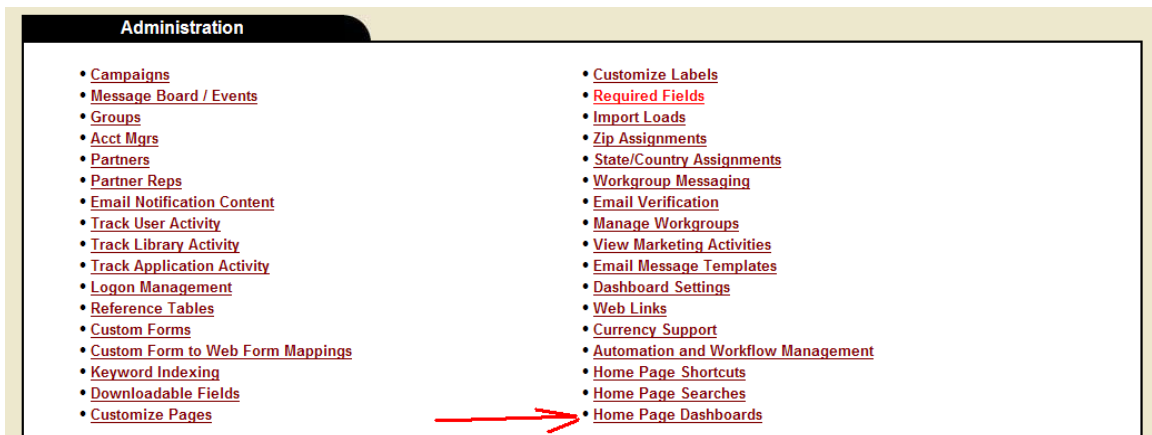 Administration
• Campaigns
• Message Board / Events
• Groups
• Acct Mgrs
• Partners
• Partner Reps
• Email Notification Content
• Track User Activity
• Track Library Activity
• Track Application Activity
• Logon Management
• Reference Tables
• Custom Forms
• Custom Form to Web Form Mappings
• Keyword Indexing
• Downloadable Fields
• Customize Pages
• Customize Labels
• Required Fields
• Import Loads
• Zip Assignments
• State/Country Assignments
• Workgroup Messaging
• Email Verification
• Manage Workgroups
• View Marketing Activities
• Email Message Templates
• Dashboard Settings
• Web Links
• Currency Support
• Automation and Workflow Management
• Home Page Shortcuts
• Home Page Searches
• Home Page Dashboards